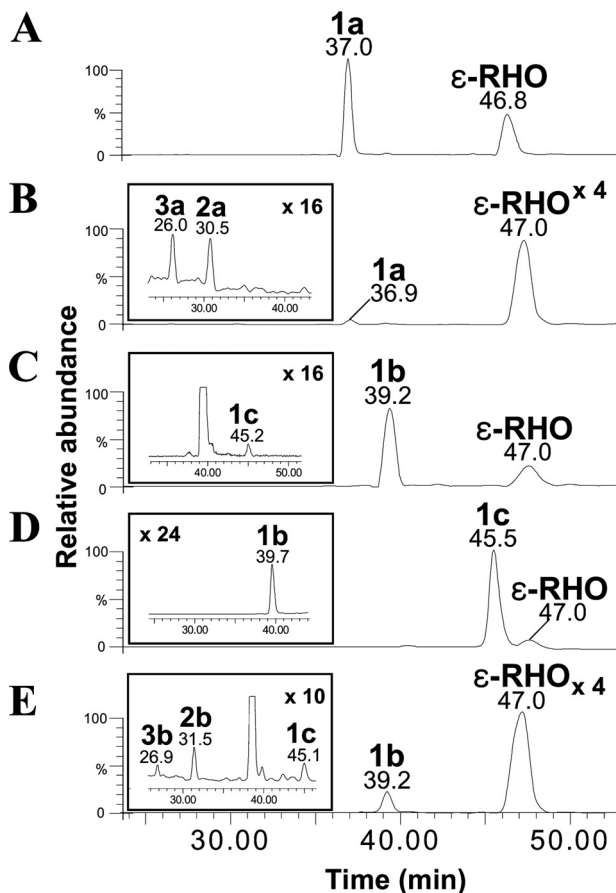 A
1a
37.0
ε-RHO
46.8
100
%
0
B
3a 2a x 16
26.0 30.5
30.00 40.00
ε-RHO x 4
47.0
1a
36.9
100
%
0
Relative abundance
C
x 16
1c
45.2
40.00 50.00
1b
39.2
ε-RHO
47.0
100
%
0
D
x 24 1b
39.7
30.00 40.00
1c
45.5
ε-RHO
47.0
100
%
0
E
x 10
3b 2b 1c
26.9 31.5 45.1
30.00 40.00
ε-RHO x 4
47.0
1b
39.2
100
%
0
30.00 40.00 50.00
Time (min)